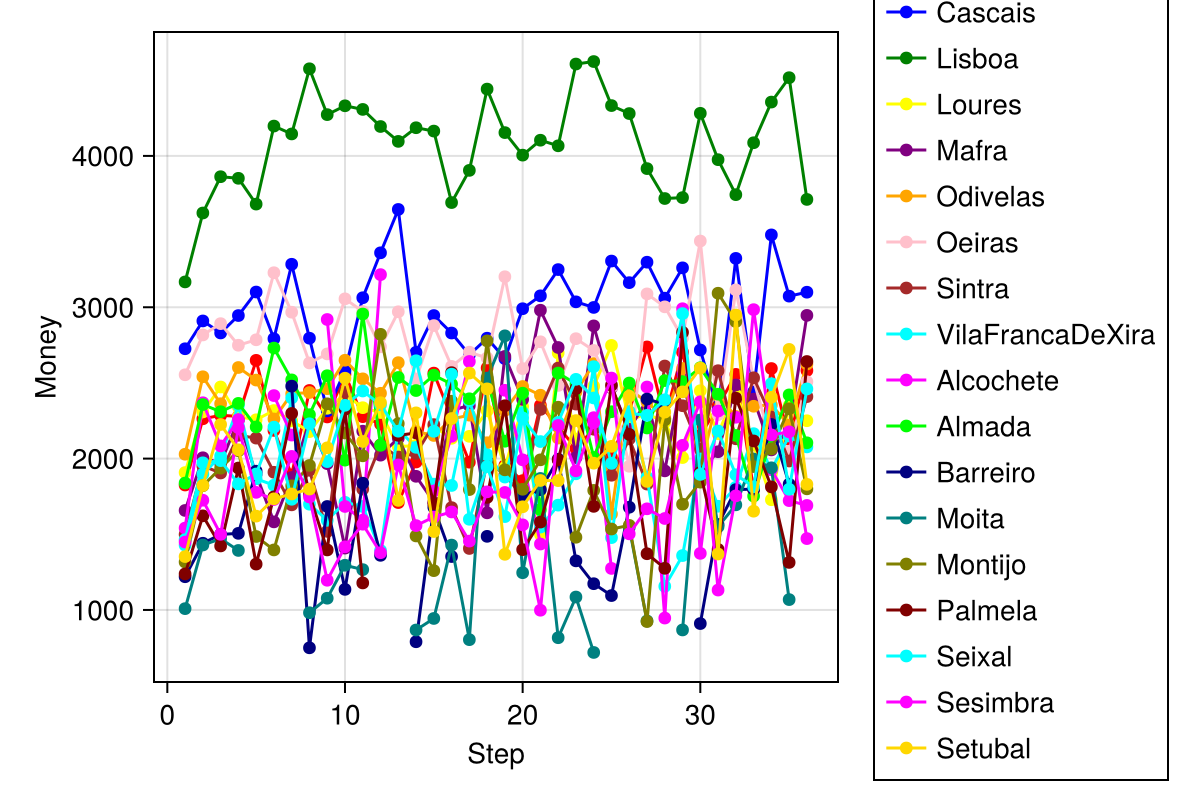 Cascais
Lisboa
Loures
Mafra
Odivelas
Oeiras
Sintra
VilaFrancaDeXira
Alcochete
Almada
Barreiro
Moita
Montijo
Palmela
Seixal
Sesimbra
Setubal
Money
4000
3000
2000
1000
0 10 20 30
Step